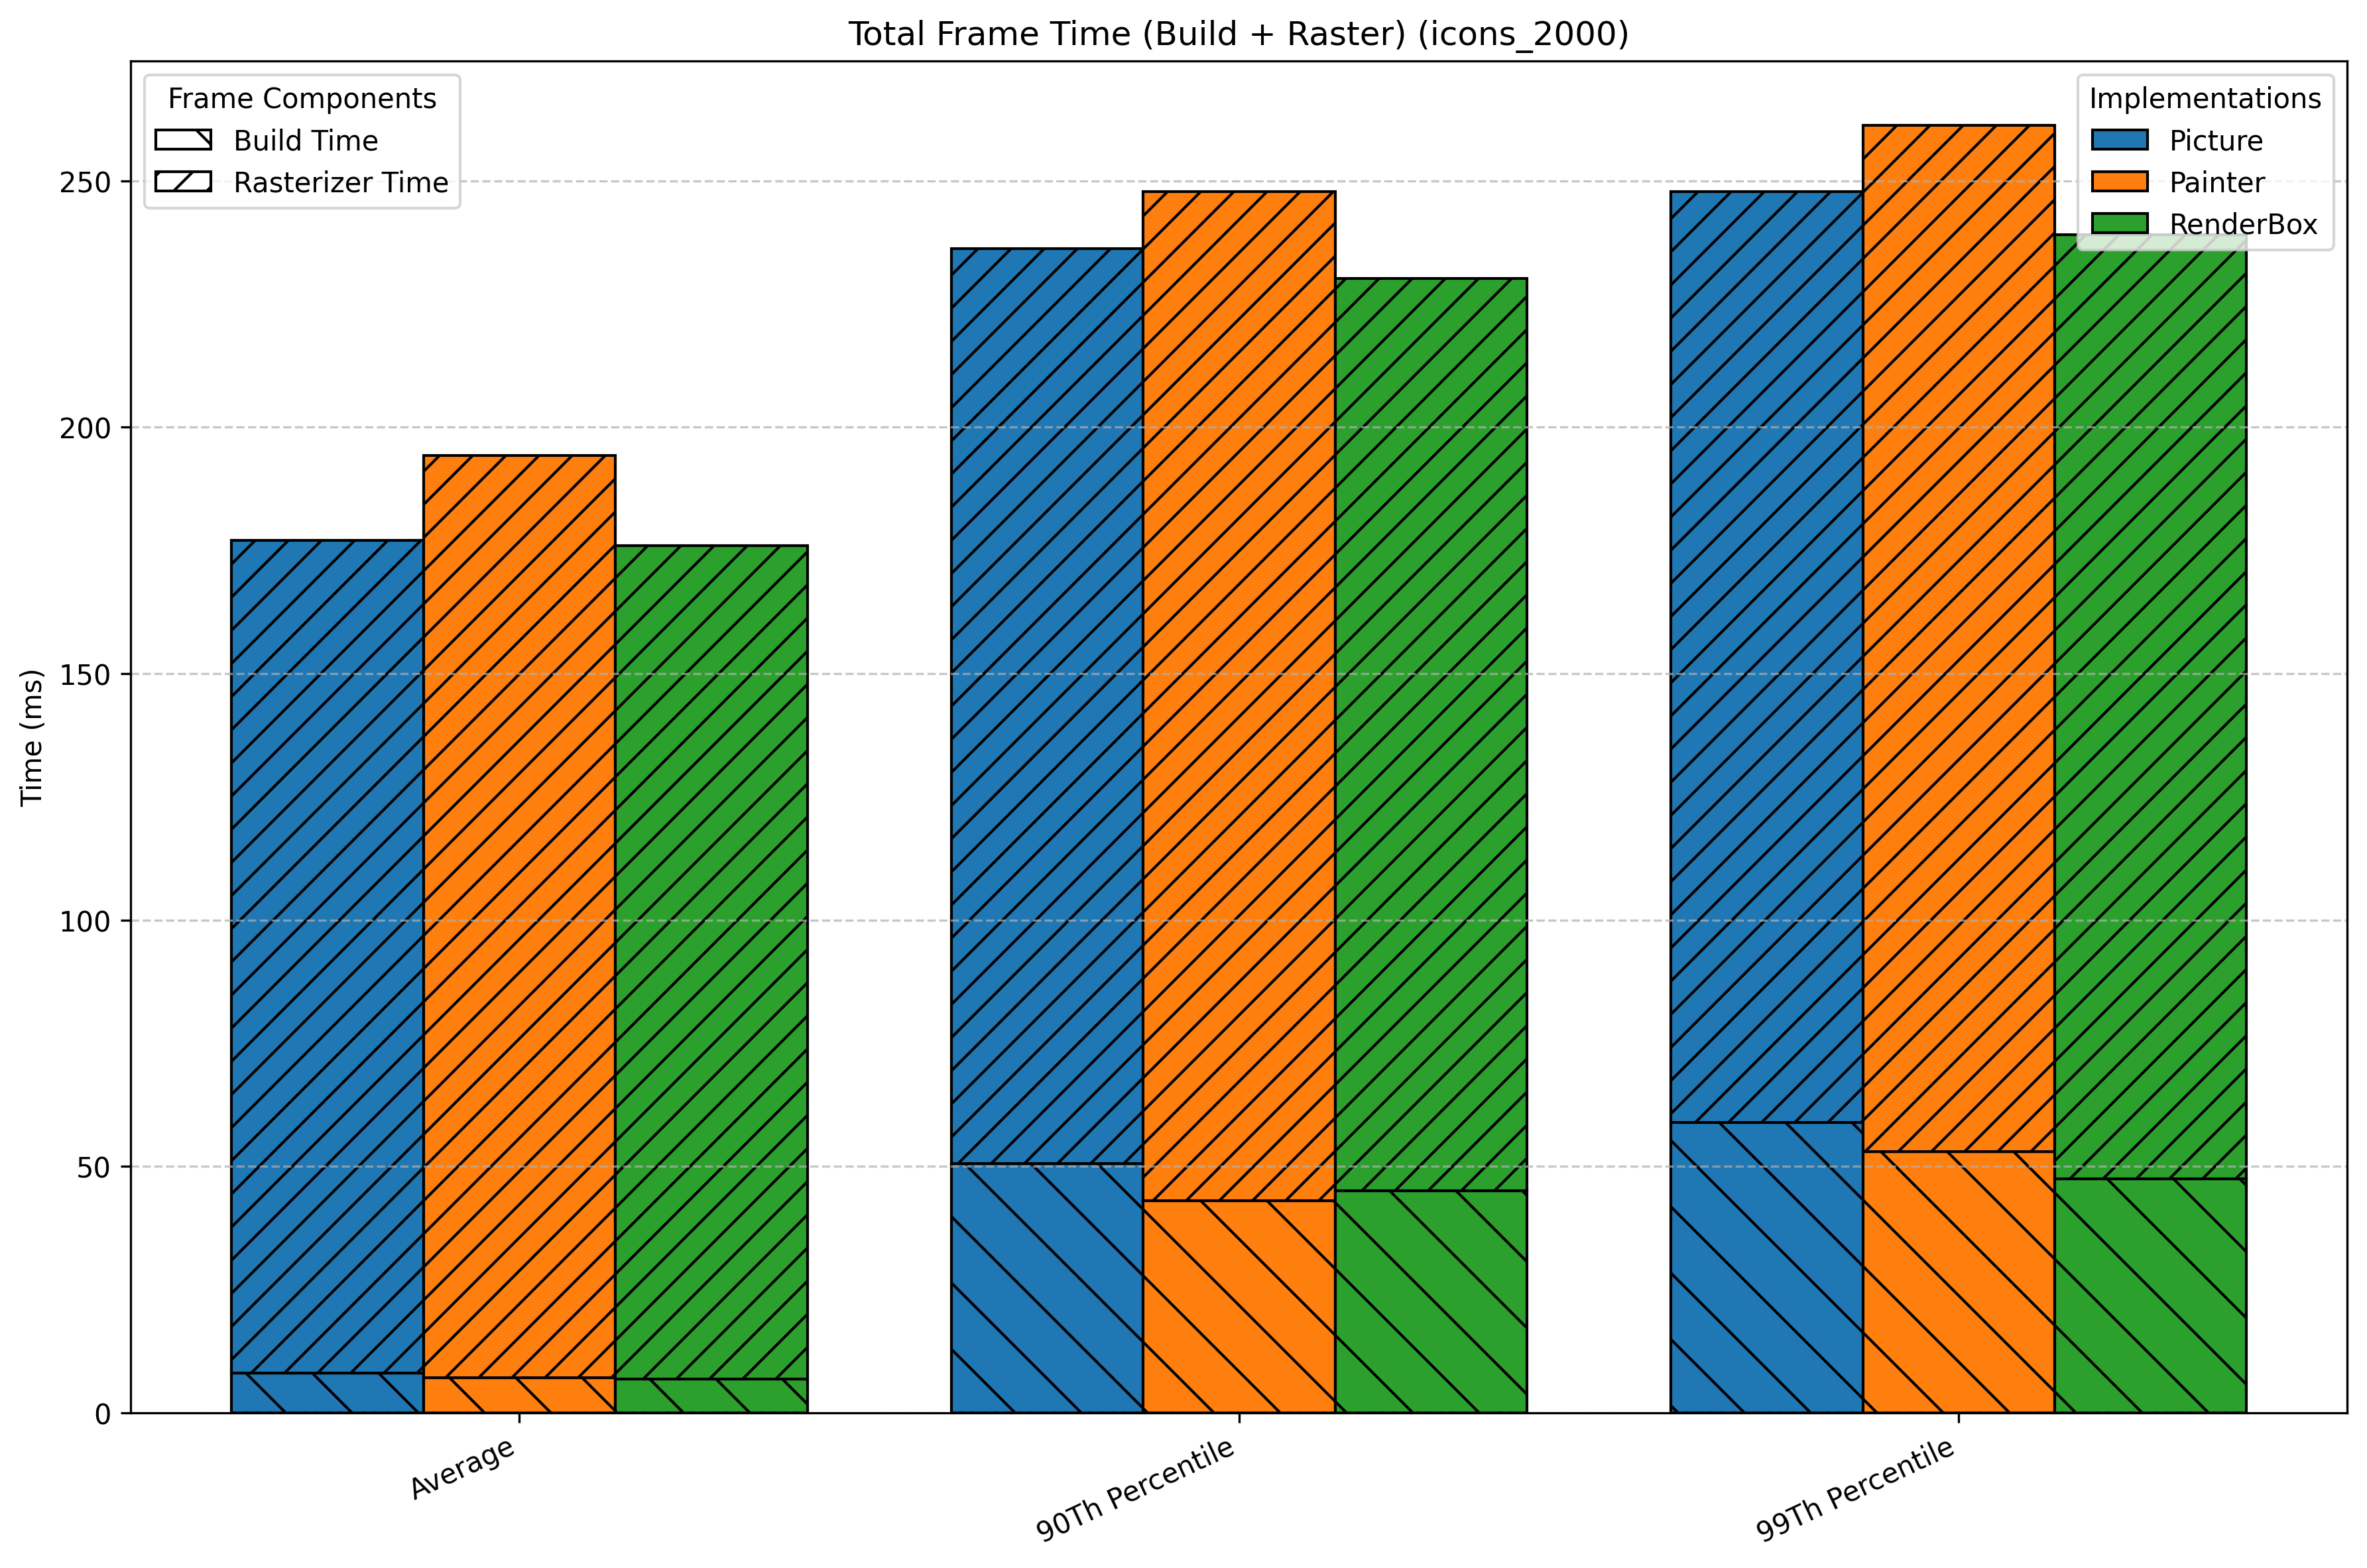 Total Frame Time (Build + Raster) (icons_2000)
Frame Components
Build Time
Rasterizer Time
Implementations
Picture
Painter
RenderBox
Time (ms)
250
200
150
100
50
0
Average
90Th Percentile
99Th Percentile